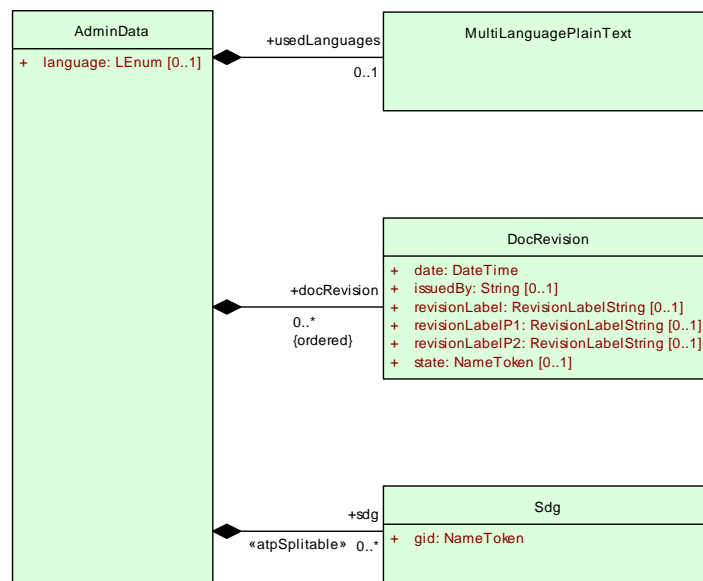 AdminData
+ language: LEnum [0..1]
+usedLanguages
0..1
MultiLanguagePlainText
+docRevision
0..*
{ordered}
DocRevision
+ date: DateTime
+ issuedBy: String [0..1]
+ revisionLabel: RevisionLabelString [0..1]
+ revisionLabelP1: RevisionLabelString [0..1]
+ revisionLabelP2: RevisionLabelString [0..1]
+ state: NameToken [0..1]
+sdg
«atpSplitable» 0..*
Sdg
+ gid: NameToken